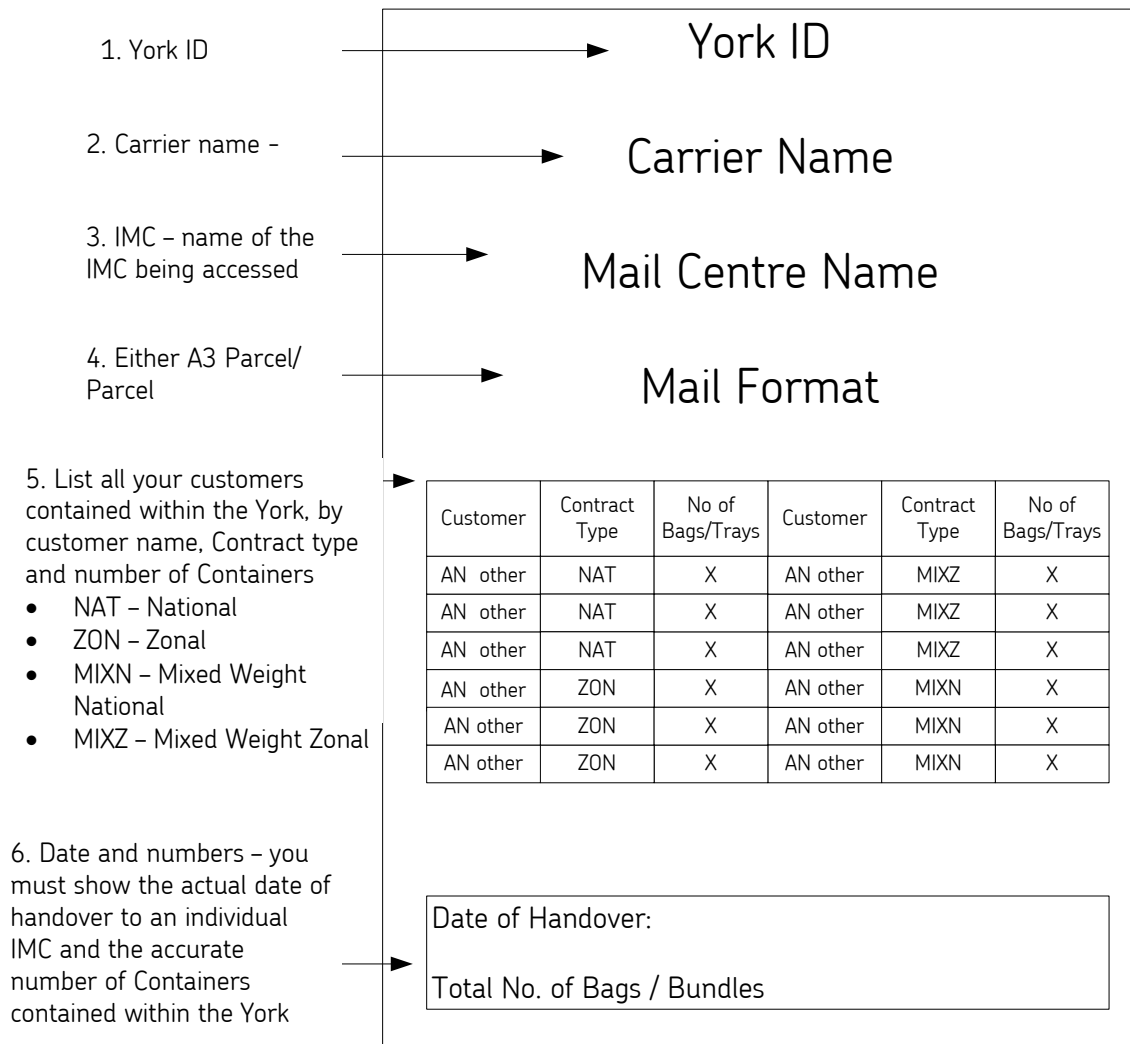 1. York ID
York ID
2. Carrier name -
Carrier Name
3. IMC – name of the
IMC being accessed
Mail Centre Name
4. Either A3 Parcel/
Parcel
Mail Format
5. List all your customers
contained within the York, by
customer name, Contract type
and number of Containers
• NAT – National
• ZON – Zonal
• MIXN – Mixed Weight
National
• MIXZ – Mixed Weight Zonal
Customer Contract Type No of Bags/Trays Customer Contract Type No of Bags/Trays
AN other NAT X AN other MIXZ X
AN other NAT X AN other MIXZ X
AN other NAT X AN other MIXZ X
AN other ZON X AN other MIXN X
AN other ZON X AN other MIXN X
AN other ZON X AN other MIXN X
6. Date and numbers – you
must show the actual date of
handover to an individual
IMC and the accurate
number of Containers
contained within the York
Date of Handover:
Total No. of Bags / Bundles